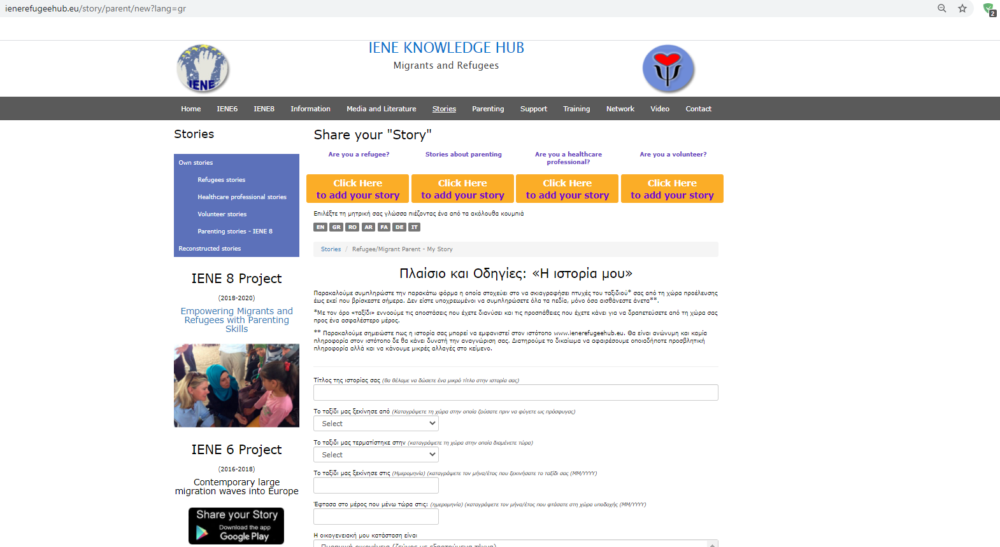 ienerefugeehub.eu/story/parent/new?lang=gr
2
IENE KNOWLEDGE HUB
Migrants and Refugees
IENE
Home IENE6 IENE8 Information Media and Literature Stories Parenting Support Training Network Video Contact
Stories
Own stories
Refugees stories
Healthcare professional stories
Volunteer stories
Parenting stories - IENE 8
Reconstructed stories
IENE 8 Project
(2018-2020)
Empowering Migrants and
Refugees with Parenting
Skills
IENE 6 Project
(2016-2018)
Contemporary large
migration waves into Europe
Share your Story
Download the app
Google Play
Share your "Story"
Are you a refugee? Stories about parenting Are you a healthcare professional? Are you a volunteer?
Click Here Click Here Click Here Click Here
to add your story to add your story to add your story to add your story
Επιλέξτε τη μητρική σας γλώσσα πιέζοντας ένα από τα ακόλουθα κουμπιά
EN GR RO AR FA DE IT
Stories / Refugee/Migrant Parent - My Story
Πλαίσιο και Οδηγίες: «Η ιστορία μου»
Παρακαλούμε συμπληρώστε την παρακάτω φόρμα η οποία στοχεύει στο να σκιαγραφήσει πτυχές του ταξιδιού* σας από τη χώρα προέλευσης
έως εκεί που βρίσκεστε σήμερα. Δεν είστε υποχρεωμένοι να συμπληρώσετε όλα τα πεδία, μόνο όσα αισθάνεστε άνετα**.
*Με τον όρο «ταξίδι» εννοούμε τις αποστάσεις που έχετε διανύσει και τις προσπάθειες που έχετε κάνει για να δραπετεύσετε από τη χώρα σας
προς ένα ασφαλέστερο μέρος.
** Παρακαλούμε σημειώστε πως η ιστορία σας μπορεί να εμφανιστεί στον ιστότοπο www.ienerefugeehub.eu. Θα είναι ανώνυμη και καμία
πληροφορία στον ιστότοπο δε θα κάνει δυνατή την αναγνώριση σας. Διατηρούμε το δικαίωμα να αφαιρέσουμε οποιαδήποτε προσβλητική
πληροφορία αλλά και να κάνουμε μικρές αλλαγές στο κείμενο.
Τίτλος της ιστορίας σας (θα θέλαμε να δώσετε ένα μικρό τίτλο στην ιστορία σας)
Το ταξίδι μας ξεκίνησε από (Καταγράψετε τη χώρα στην οποία ζούσατε πριν να φύγετε ως πρόσφυγας)
Select
Το ταξιδι μας τερματίστηκε στην (καταγράψετε τη χώρα στην οποία διαμένετε τώρα)
Select
Το ταξίδι μας ξεκίνησε στις (Ημερομηνία) (καταγράψετε τον μήνα/έτος που ξεκινήσατε το ταξίδι σας (MM/YYYY)
Έφτασα στο μέρος που μένω τώρα στις: (ημερομηνία) (καταγράψετε τον μήνα/έτος που φτάσατε στη χώρα υποδοχής (MM/YYYY)
Η οικογενειακή μου κατάσταση είναι
Πυρηνική οικογένεια (ζεύγος με εξαρτούμενα τέκνα)